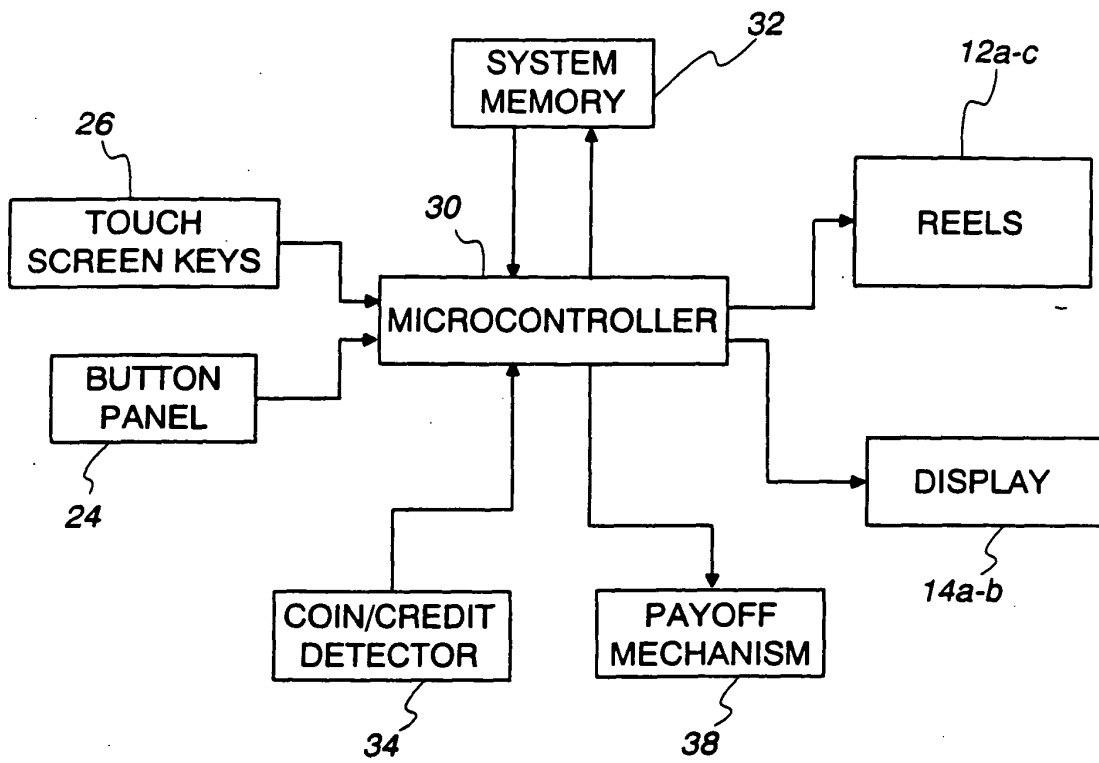 32
SYSTEM
MEMORY
12a-c
26
TOUCH
SCREEN KEYS
30
REELS
MICROCONTROLLER
BUTTON
PANEL
24
DISPLAY
14a-b
COIN/CREDIT
DETECTOR
34
PAYOFF
MECHANISM
38